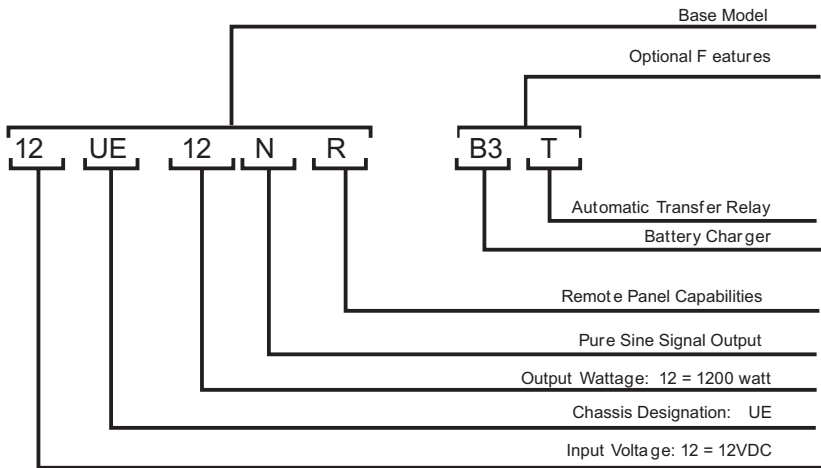 Base Model
Optional F eatures
12 UE 12 N R B3 T
Automatic Transfer Relay
Battery Charger
Remote Panel Capabilities
Pure Sine Signal Output
Output Wattage: 12 = 1200 watt
Chassis Designation: UE
Input Voltage: 12 = 12VDC